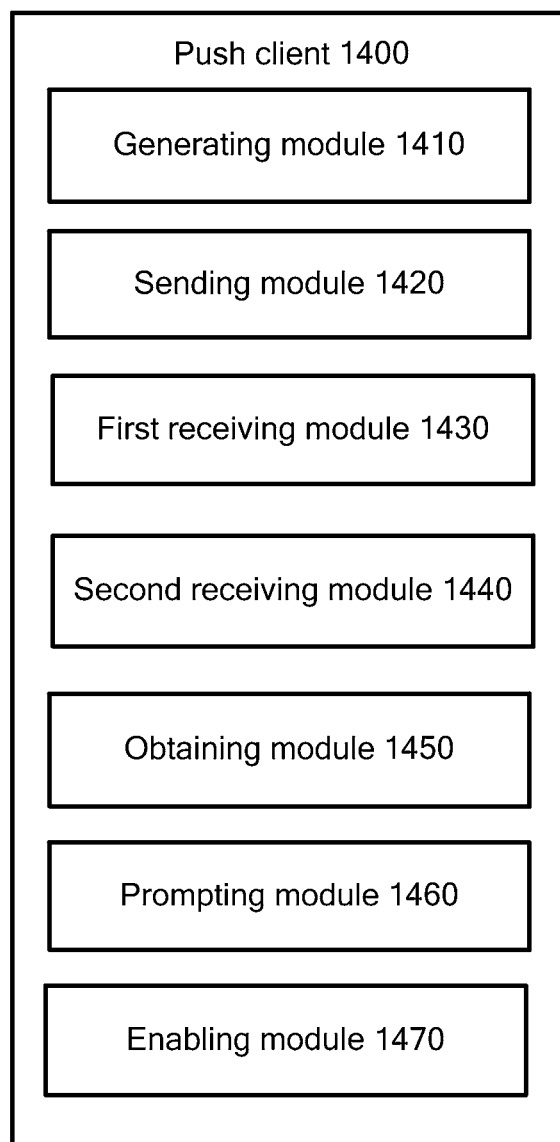 Push client 1400
Generating module 1410
Sending module 1420
First receiving module 1430
Second receiving module 1440
Obtaining module 1450
Prompting module 1460
Enabling module 1470